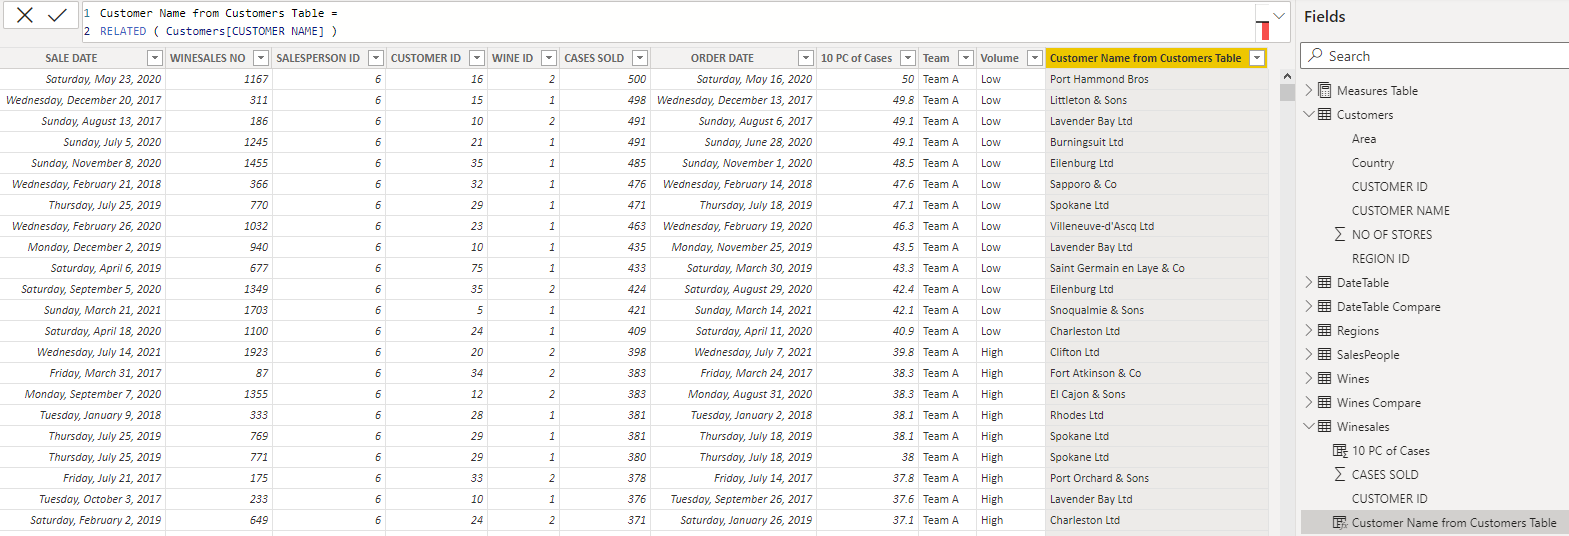 1 Customer Name from Customers Table =
2 RELATED ( Customers[CUSTOMER NAME] )
SALE DATE WINESALES NO SALESPERSON ID CUSTOMER ID WINE ID CASES SOLD ORDER DATE 10 PC of Cases Team Volume Customer Name from Customers Table
Saturday, May 23, 2020 1167 6 16 2 500 Saturday, May 16, 2020 50 Team A Low Port Hammond Bros
Wednesday, December 20, 2017 311 6 15 1 498 Wednesday, December 13, 2017 49.8 Team A Low Littleton & Sons
Sunday, August 13, 2017 186 6 10 2 491 Sunday, August 6, 2017 49.1 Team A Low Lavender Bay Ltd
Sunday, July 5, 2020 1245 6 21 1 491 Sunday, June 28, 2020 49.1 Team A Low Burningsuit Ltd
Sunday, November 8, 2020 1455 6 35 1 485 Sunday, November 1, 2020 48.5 Team A Low Eilenburg Ltd
Wednesday, February 21, 2018 366 6 32 1 476 Wednesday, February 14, 2018 47.6 Team A Low Sapporo & Co
Thursday, July 25, 2019 770 6 29 1 471 Thursday, July 18, 2019 47.1 Team A Low Spokane Ltd
Wednesday, February 26, 2020 1032 6 23 1 463 Wednesday, February 19, 2020 46.3 Team A Low Villeneuve-d'Ascq Ltd
Monday, December 2, 2019 940 6 10 1 435 Monday, November 25, 2019 43.5 Team A Low Lavender Bay Ltd
Saturday, April 6, 2019 677 6 75 1 433 Saturday, March 30, 2019 43.3 Team A Low Saint Germain en Laye & Co
Saturday, September 5, 2020 1349 6 35 2 424 Saturday, August 29, 2020 42.4 Team A Low Eilenburg Ltd
Sunday, March 21, 2021 1703 6 5 1 421 Sunday, March 14, 2021 42.1 Team A Low Snoqualmie & Sons
Saturday, April 18, 2020 1100 6 24 1 409 Saturday, April 11, 2020 40.9 Team A Low Charleston Ltd
Wednesday, July 14, 2021 1923 6 20 2 398 Wednesday, July 7, 2021 39.8 Team A High Clifton Ltd
Friday, March 31, 2017 87 6 34 2 383 Friday, March 24, 2017 38.3 Team A High Fort Atkinson & Co
Monday, September 7, 2020 1355 6 12 2 383 Monday, August 31, 2020 38.3 Team A High El Cajon & Sons
Tuesday, January 9, 2018 333 6 28 1 381 Tuesday, January 2, 2018 38.1 Team A High Rhodes Ltd
Thursday, July 25, 2019 769 6 29 1 381 Thursday, July 18, 2019 38.1 Team A High Spokane Ltd
Thursday, July 25, 2019 771 6 29 1 380 Thursday, July 18, 2019 38 Team A High Spokane Ltd
Friday, July 21, 2017 175 6 33 2 378 Friday, July 14, 2017 37.8 Team A High Port Orchard & Sons
Tuesday, October 3, 2017 233 6 10 1 376 Tuesday, September 26, 2017 37.6 Team A High Lavender Bay Ltd
Saturday, February 2, 2019 649 6 24 2 371 Saturday, January 26, 2019 37.1 Team A High Charleston Ltd
Fields
Search
Measures Table
Customers
Area
Country
CUSTOMER ID
CUSTOMER NAME
NO OF STORES
REGION ID
DateTable
DateTable Compare
Regions
SalesPeople
Wines
Wines Compare
Winesales
10 PC of Cases
CASES SOLD
CUSTOMER ID
Customer Name from Customers Table